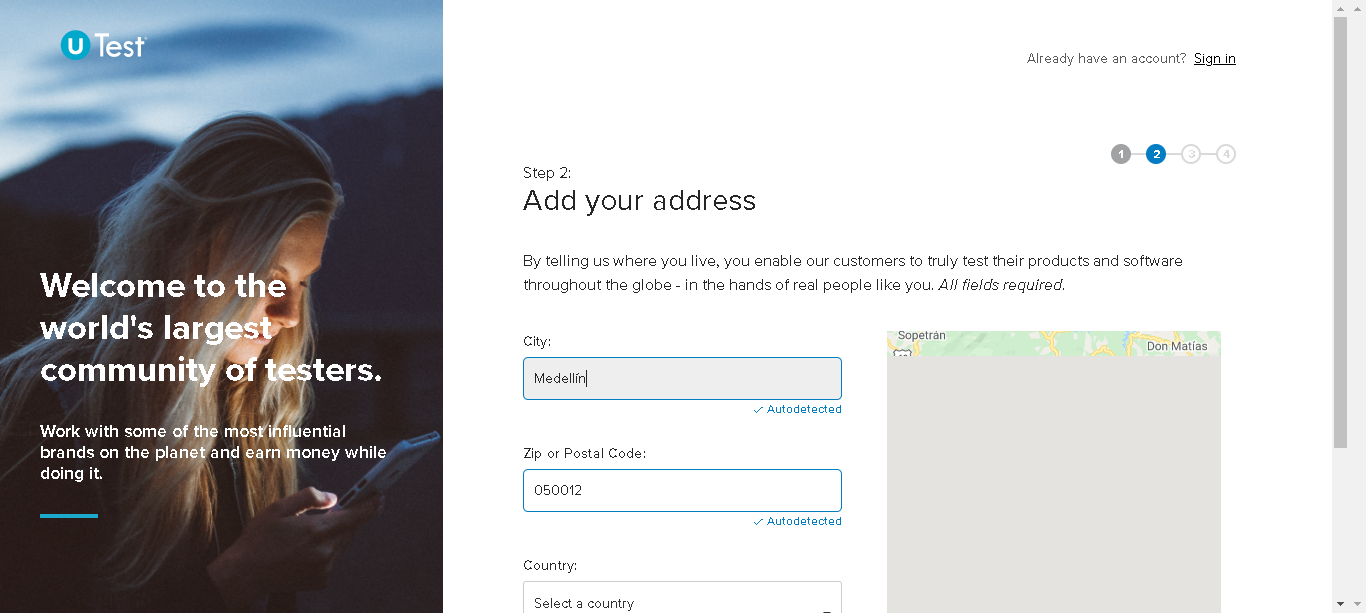 U Test
Already have an account? Sign in
1 2 3 4
Step 2:
Add your address
By telling us where you live, you enable our customers to truly test their products and software
throughout the globe - in the hands of real people like you. All fields required.
Welcome to the
world's largest
community of testers.
Work with some of the most influential
brands on the planet and earn money while
doing it.
City:
Medellín
Autodetected
Zip or Postal Code:
050012
Autodetected
Country:
Select a country
Sopetrán
Don Matías